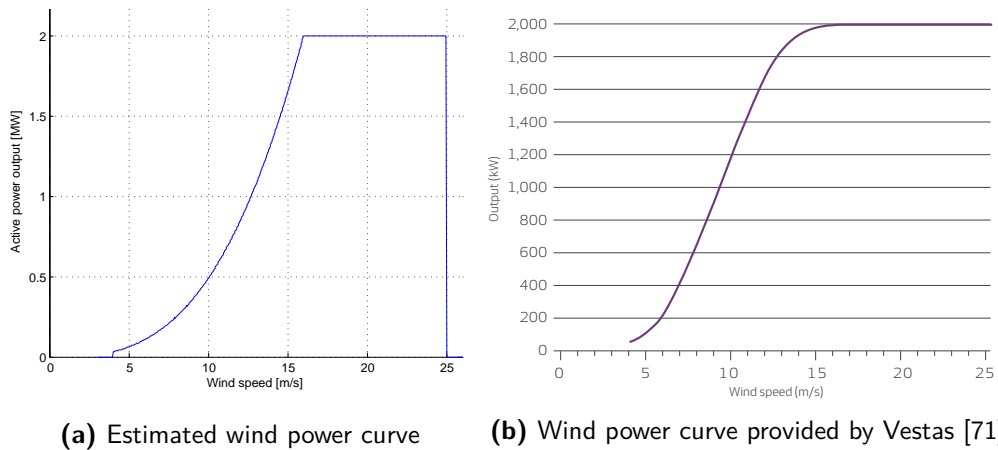 2
1.5
1
0.5
0
Active power output [MW]
0 5 10 15 20 25
Wind speed [m/s]
(a) Estimated wind power curve
2,000
1,800
1,600
1,400
1,200
1,000
800
600
400
200
0
Output (kW)
0 5 10 15 20 25
Wind speed (m/s)
(b) Wind power curve provided by Vestas [71]